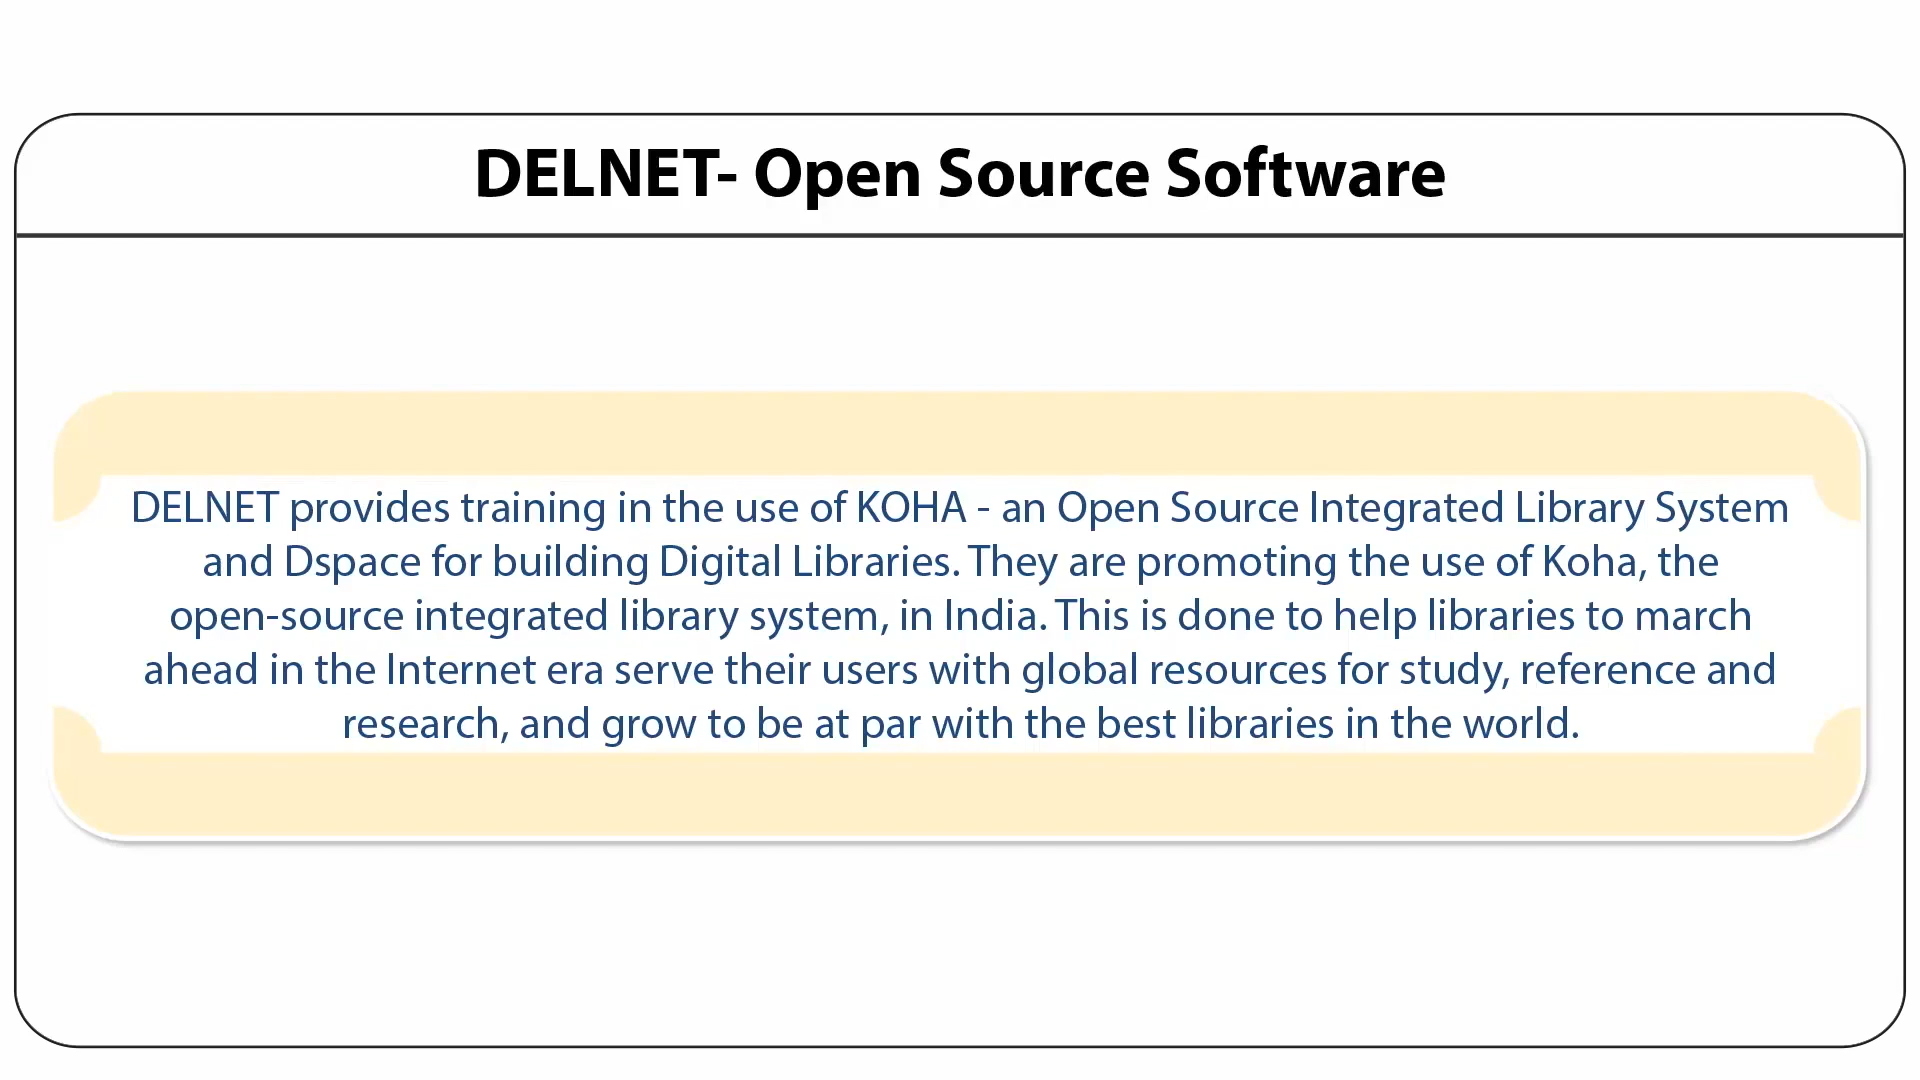 DELNET- Open Source Software
DELNET provides training in the use of KOHA - an Open Source Integrated Library System
and Dspace for building Digital Libraries. They are promoting the use of Koha, the
open-source integrated library system, in India. This is done to help libraries to march
ahead in the Internet era serve their users with global resources for study, reference and
research, and grow to be at par with the best libraries in the world.